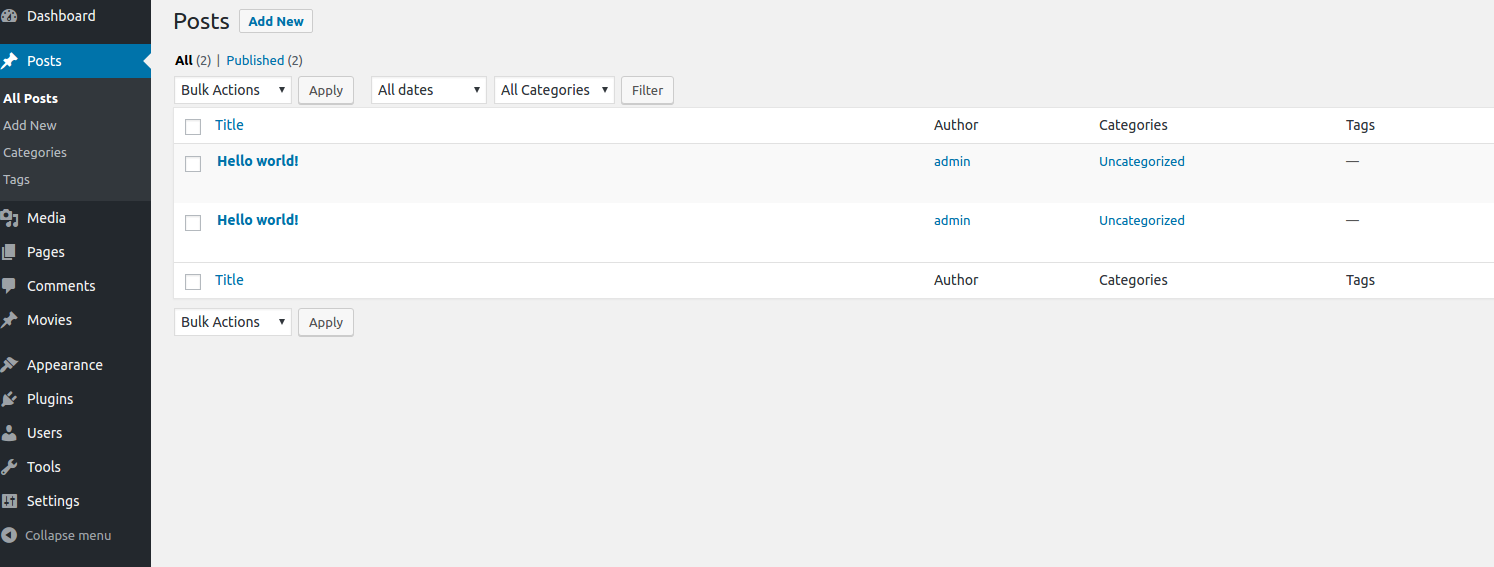 Dashboard
Posts
All Posts
Add New
Categories
Tags
Media
Pages
Comments
Movies
Appearance
Plugins
Users
Tools
Settings
Collapse menu
Posts Add New
All (2) | Published (2)
Bulk Actions Apply All dates All Categories Filter
Title Author Categories Tags
Hello world! admin Uncategorized —
Hello world! admin Uncategorized —
Title Author Categories Tags
Bulk Actions Apply